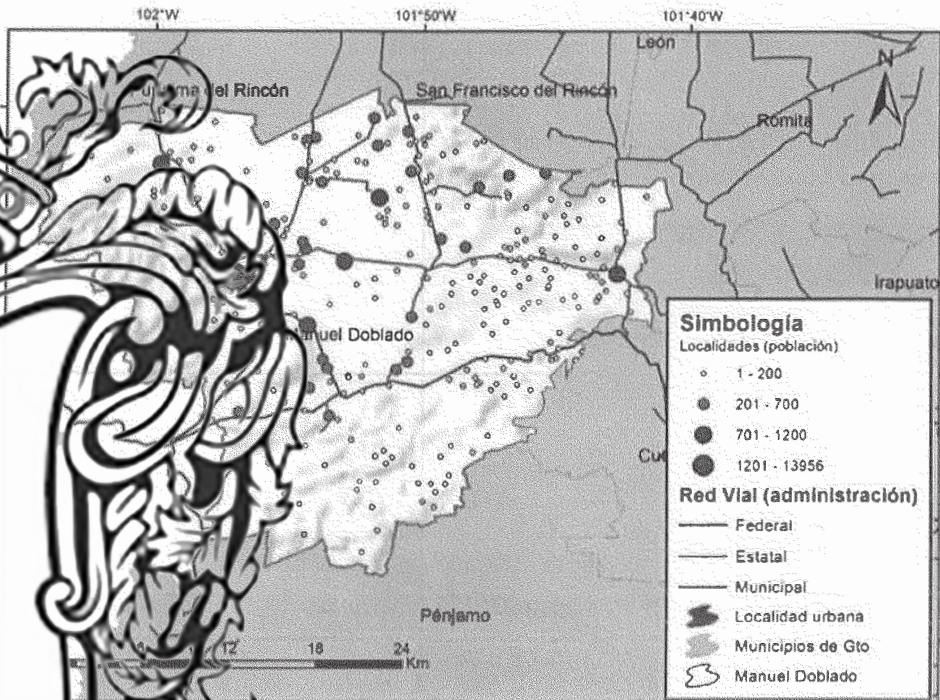 102°W
101°50'W
101°40'W
León
N
del Rincón
San Francisco del Rincón
Romita
Irapuato
Simbología
Localidades (población)
1 - 200
Manuel Doblado
201 - 700
701 - 1200
1201 - 13956
Red Vial (administración)
Federal
Estatal
Municipal
Localidad urbana
Pénjamo
Municipios de Gto
12
18
24
Km
Manuel Doblado